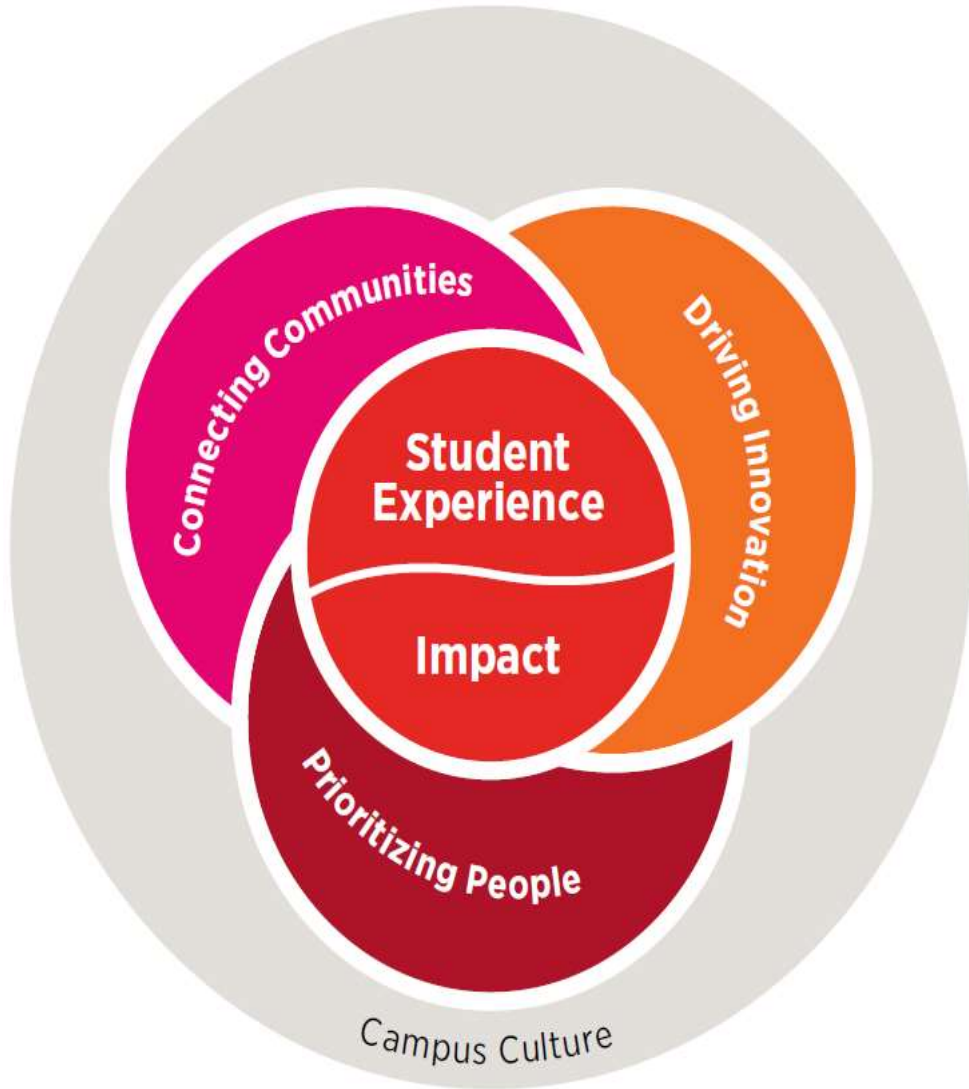 Connecting Communities
Driving Innovation
Student
Experience
Impact
Prioritizing People
Campus Culture